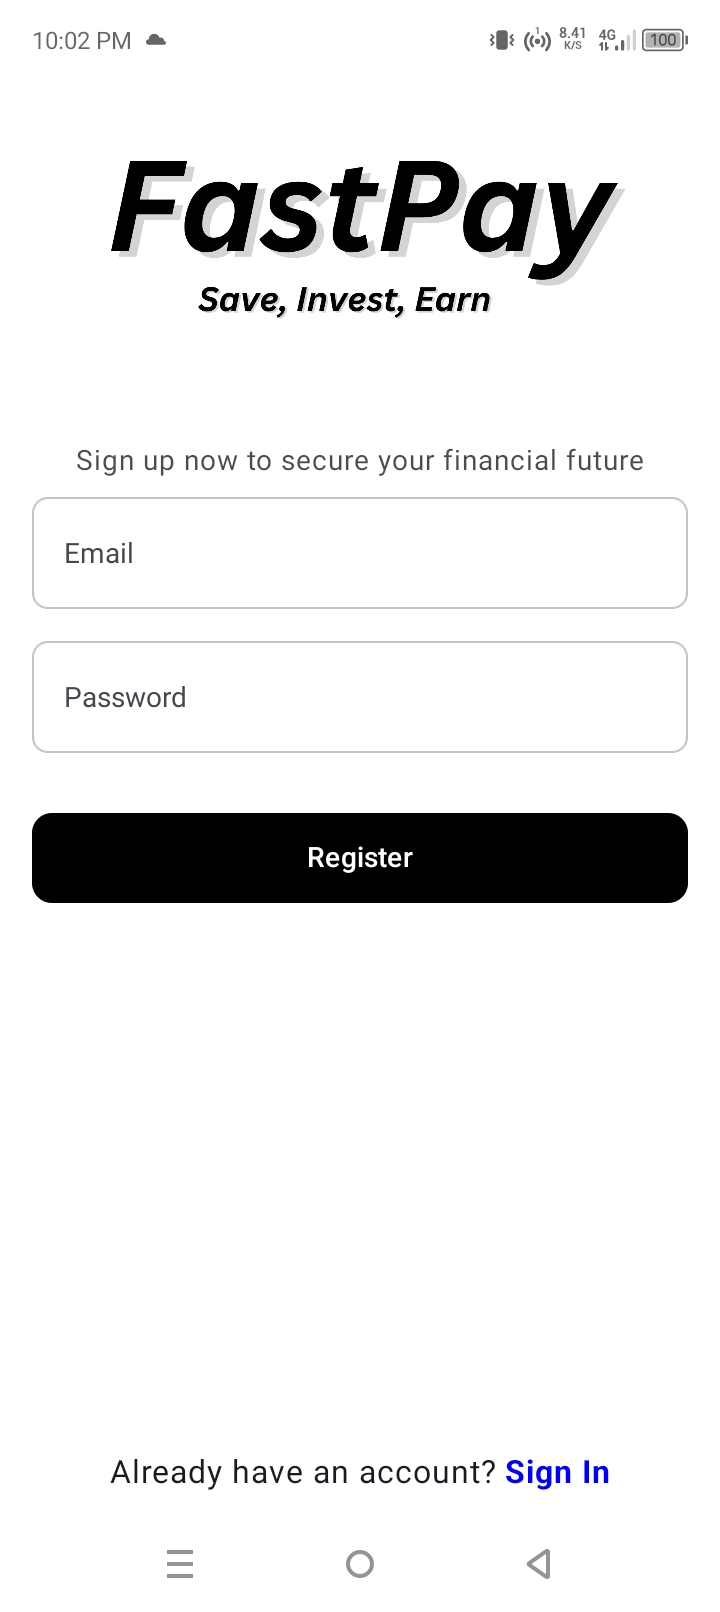 10:02 PM
1
8.41
K/S
4G
100
FastPay
Save, Invest, Earn
Sign up now to secure your financial future
Email
Password
Register
Already have an account? Sign In